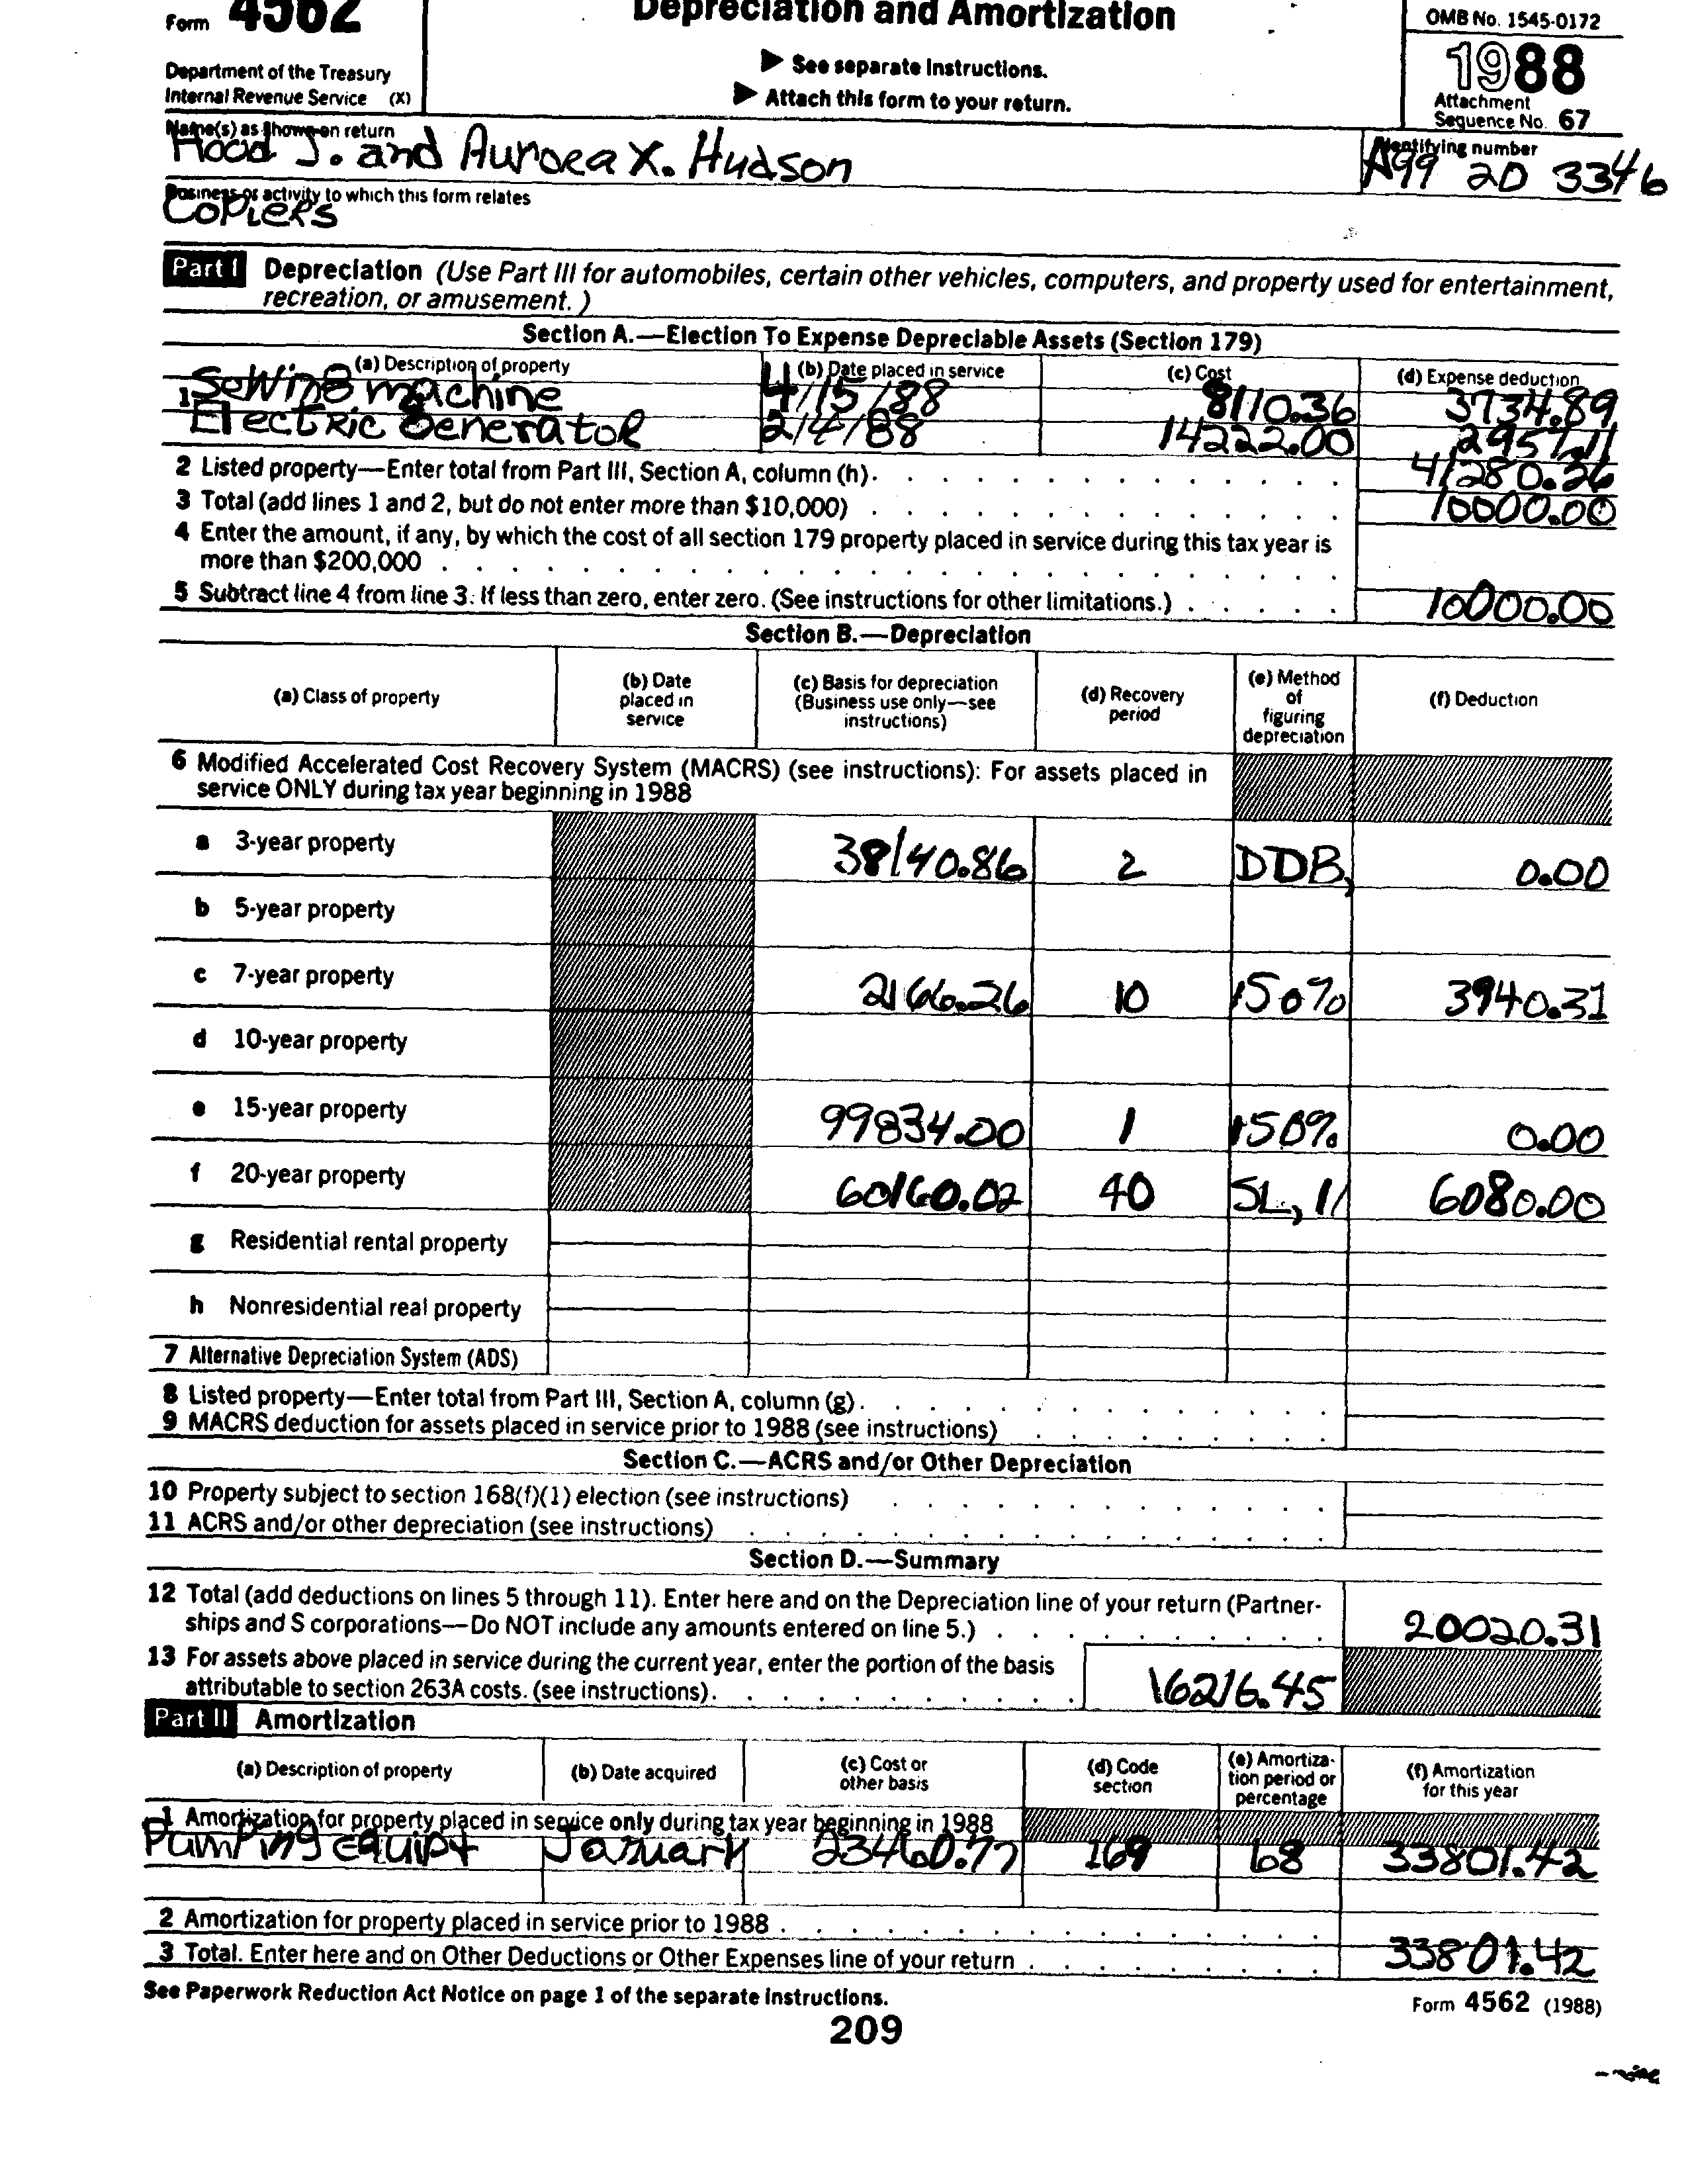 Form 4562 Depreciation and Amortization OMB No. 1545-0172
▶ See separate Instructions. 1988
Department of the Treasury
Internal Revenue Service (X) ▶ Attach this form to your return. Attachment
Sequence No. 67
Name(s) as shown on return Identifying number
Hood J. and Aurora X. Hudson A99 20 3346
Business or activity to which this form relates
Copiers
Part I Depreciation (Use Part III for automobiles, certain other vehicles, computers, and property used for entertainment,
recreation, or amusement.)
Section A.—Election To Expense Depreciable Assets (Section 179)
(a) Description of property (b) Date placed in service (c) Cost (d) Expense deduction
1 Sewing machine 4/15/88 8110.36 3734.89
Electric Generator 2/4/88 14222.00 2957.11
2 Listed property—Enter total from Part III, Section A, column (h). 41280.26
3 Total (add lines 1 and 2, but do not enter more than $10,000) 10000.00
4 Enter the amount, if any, by which the cost of all section 179 property placed in service during this tax year is
more than $200,000
5 Subtract line 4 from line 3. If less than zero, enter zero. (See instructions for other limitations.) 10000.00
Section B.—Depreciation
(a) Class of property (b) Date placed in service (c) Basis for depreciation (Business use only—see instructions) (d) Recovery period (e) Method of figuring depreciation (f) Deduction
6 Modified Accelerated Cost Recovery System (MACRS) (see instructions): For assets placed in
service ONLY during tax year beginning in 1988
a 3-year property 38140.86 2 DDB, 0.00
b 5-year property
c 7-year property 2166.26 10 150% 3940.31
d 10-year property
e 15-year property 99834.00 1 150% 0.00
f 20-year property 60160.02 40 SL, 11 6080.00
g Residential rental property
h Nonresidential real property
7 Alternative Depreciation System (ADS)
8 Listed property—Enter total from Part III, Section A, column (g).
9 MACRS deduction for assets placed in service prior to 1988 (see instructions)
Section C.—ACRS and/or Other Depreciation
10 Property subject to section 168(f)(1) election (see instructions)
11 ACRS and/or other depreciation (see instructions)
Section D.—Summary
12 Total (add deductions on lines 5 through 11). Enter here and on the Depreciation line of your return (Partner-
ships and S corporations—Do NOT include any amounts entered on line 5.) 20020.31
13 For assets above placed in service during the current year, enter the portion of the basis
attributable to section 263A costs. (see instructions). 16216.45
Part II Amortization
(a) Description of property (b) Date acquired (c) Cost or other basis (d) Code section (e) Amortiza-tion period or percentage (f) Amortization for this year
1 Amortization for property placed in service only during tax year beginning in 1988
Pumping equipt January 23460.77 169 68 33801.42
2 Amortization for property placed in service prior to 1988
3 Total. Enter here and on Other Deductions or Other Expenses line of your return 33801.42
See Paperwork Reduction Act Notice on page 1 of the separate Instructions. Form 4562 (1988)
209